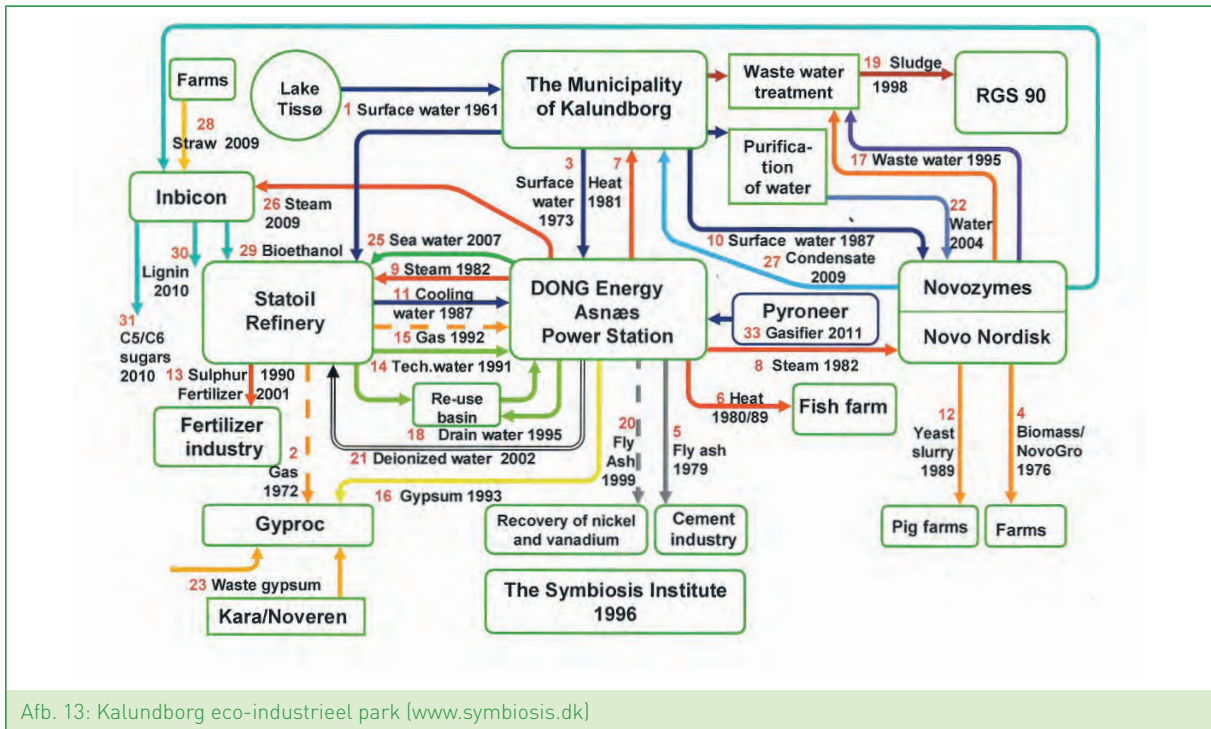 Farms
Lake
Tissø
1 Surface water 1961
The Municipality
of Kalundborg
Waste water
treatment
19 Sludge
1998
RGS 90
28
Straw 2009
Purifica-
tion
of water
17 Waste water 1995
Inbicon
26 Steam
2009
3
Surface
water
1973
7
Heat
1981
22
Water
2004
10 Surface water 1987
27 Condensate
2009
30
Lignin
2010
29 Bioethanol
25 Sea water 2007
9 Steam 1982
11 Cooling
water 1987
15 Gas 1992
14 Tech.water 1991
Statoil
Refinery
DONG Energy
Asnæs
Power Station
Pyroneer
33 Gasifier 2011
Novozymes
Novo Nordisk
8 Steam 1982
31
C5/C6
sugars
2010
13 Sulphur 1990
Fertilizer 2001
Fertilizer
industry
Re-use
basin
18 Drain water 1995
21 Deionized water 2002
6 Heat
1980/89
Fish farm
2
Gas
1972
16 Gypsum 1993
20
Fly
Ash
1999
5
Fly ash
1979
12
Yeast
slurry
1989
4
Biomass/
NovoGro
1976
Gyproc
Recovery of nickel
and vanadium
Cement
industry
Pig farms
Farms
23 Waste gypsum
Kara/Noveren
The Symbiosis Institute
1996
Afb. 13: Kalundborg eco-industrieel park (www.symbiosis.dk)